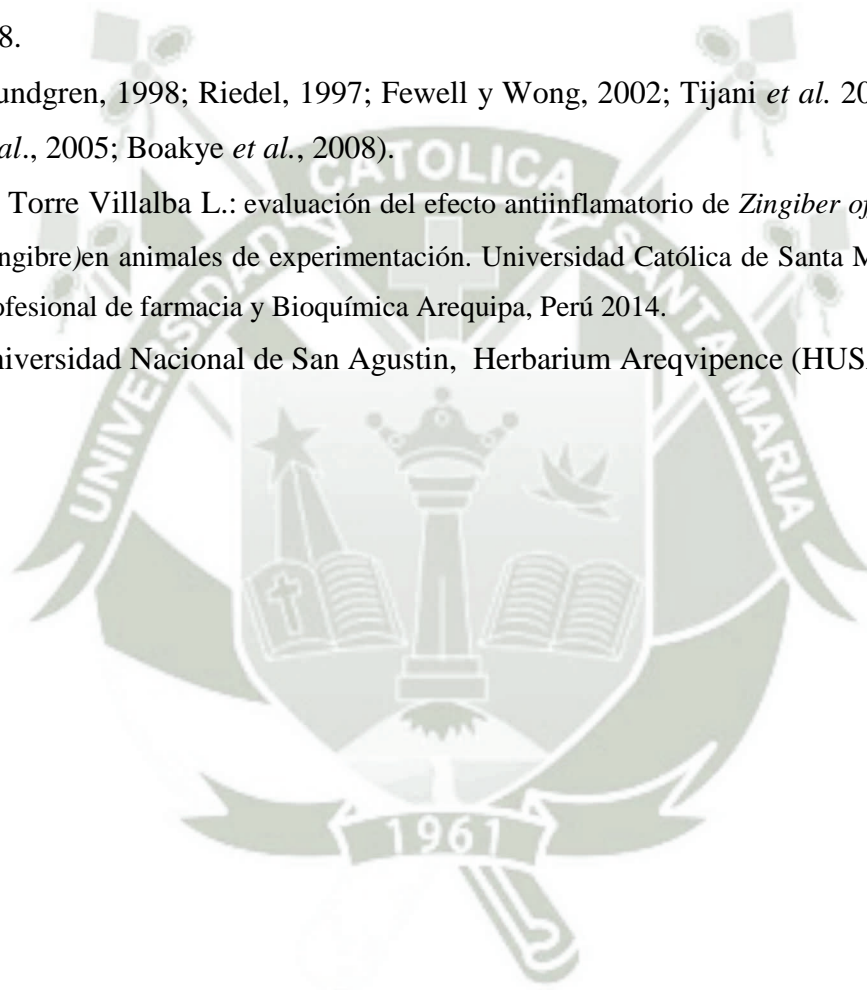 8.
undgren, 1998; Riedel, 1997; Fewell y Wong, 2002; Tijani et al. 20
al., 2005; Boakye et al., 2008).
Torre Villalba L.: evaluación del efecto antiinflamatorio de Zingiber of
ngibre)en animales de experimentación. Universidad Católica de Santa M
ofesional de farmacia y Bioquímica Arequipa, Perú 2014.
niversidad Nacional de San Agustin, Herbarium Areqvipence (HUS
UNIVERSIDAD CATOLICA SANTA MARIA
1961